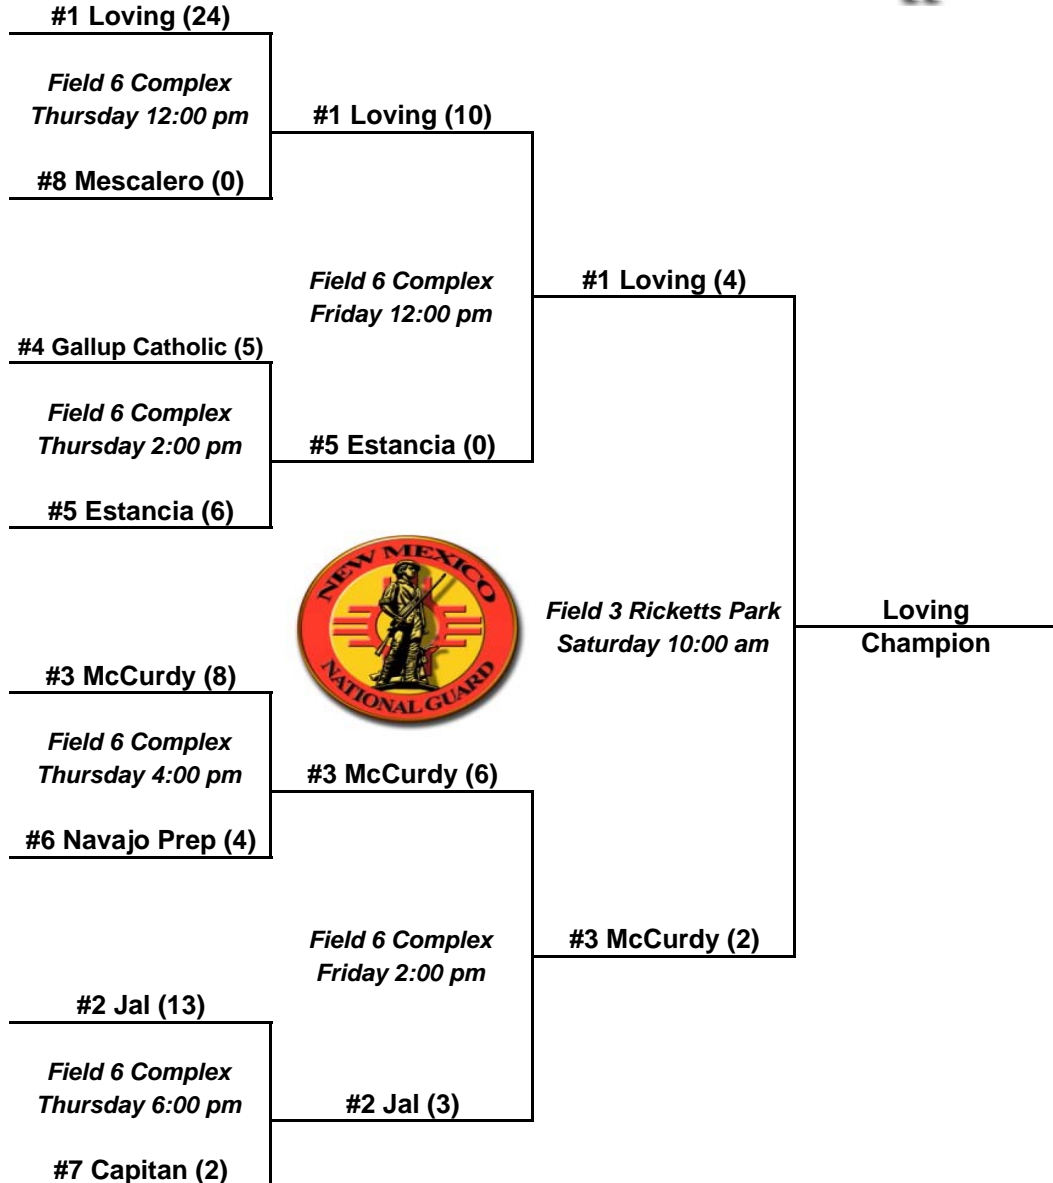 #1 Loving (24)
Field 6 Complex
Thursday 12:00 pm
#1 Loving (10)
#8 Mescalero (0)
Field 6 Complex
Friday 12:00 pm
#1 Loving (4)
#4 Gallup Catholic (5)
Field 6 Complex
Thursday 2:00 pm
#5 Estancia (0)
#5 Estancia (6)
NEW MEXICO
NATIONAL GUARD
Field 3 Ricketts Park
Saturday 10:00 am
Loving
Champion
#3 McCurdy (8)
Field 6 Complex
Thursday 4:00 pm
#3 McCurdy (6)
#6 Navajo Prep (4)
Field 6 Complex
Friday 2:00 pm
#3 McCurdy (2)
#2 Jal (13)
Field 6 Complex
Thursday 6:00 pm
#2 Jal (3)
#7 Capitan (2)